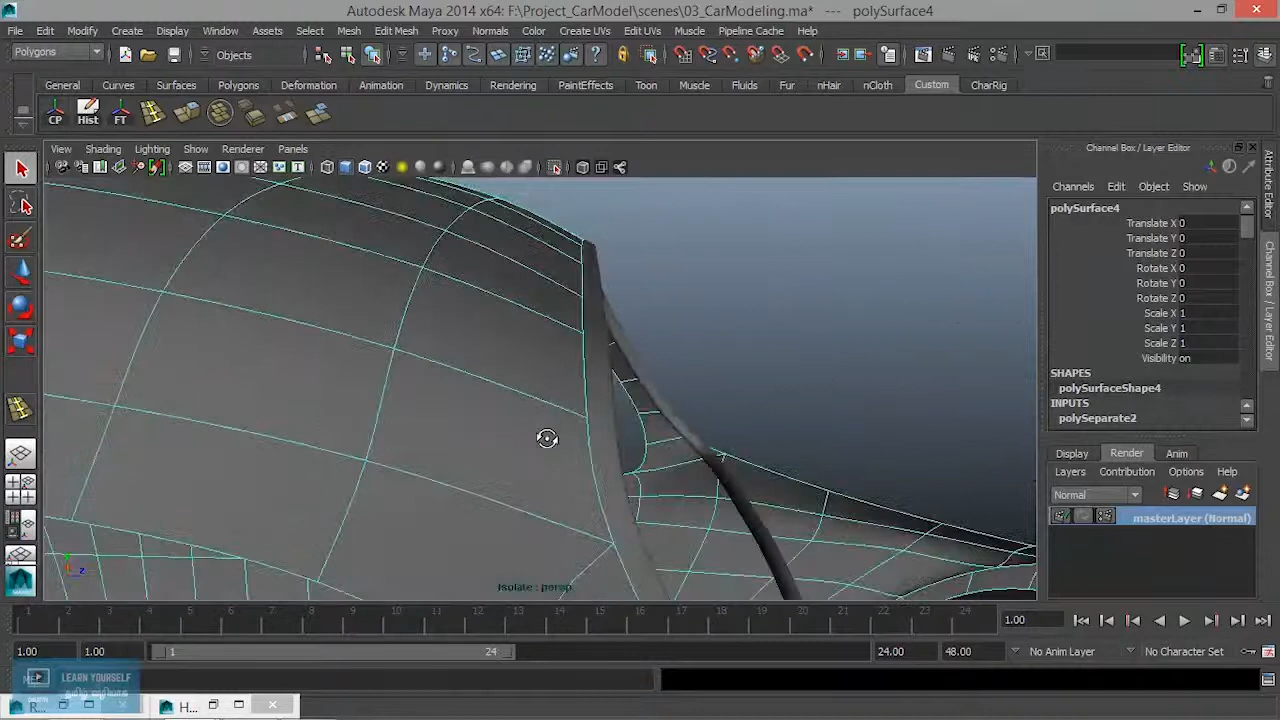 Autodesk Maya 2014 x64: F:\Project_CarModel\scenes\03_CarModeling.ma* --- polySurface4
File Edit Modify Create Display Window Assets Select Mesh Edit Mesh Proxy Normals Color Create UVs Edit UVs Muscle Pipeline Cache Help
Polygons Objects
General Curves Surfaces Polygons Deformation Animation Dynamics Rendering PaintEffects Toon Muscle Fluids Fur nHair nCloth Custom CharRig
CP Hist FT
View Shading Lighting Show Renderer Panels
Isolate : persp
y z
Channel Box / Layer Editor
Channels Edit Object Show
polySurface4
Translate X 0
Translate Y 0
Translate Z 0
Rotate X 0
Rotate Y 0
Rotate Z 0
Scale X 1
Scale Y 1
Scale Z 1
Visibility on
SHAPES
polySurfaceShape4
INPUTS
polySeparate2
Display Render Anim
Layers Contribution Options Help
Normal
masterLayer (Normal)
Attribute Editor
Channel Box / Layer Editor
1 2 3 4 5 6 7 8 9 10 11 12 13 14 15 16 17 18 19 20 21 22 23 24 1.00
1.00 1.00 1 24 24.00 48.00 No Anim Layer No Character Set
LEARN YOURSELF
R... H...